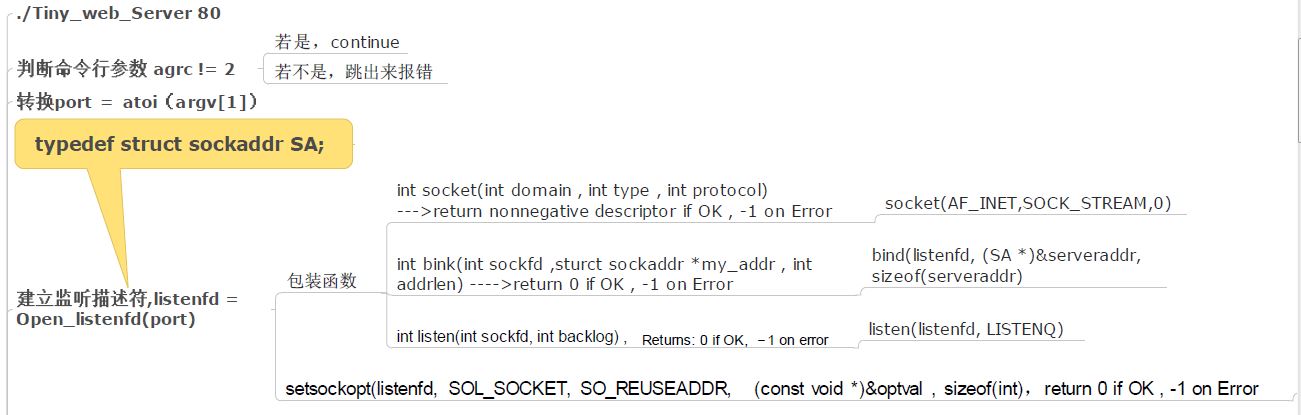 ./Tiny_web_Server 80
若是，continue
判断命令行参数 agrc != 2
若不是，跳出来报错
转换port = atoi（argv[1]）
typedef struct sockaddr SA;
int socket(int domain , int type , int protocol)
--->return nonnegative descriptor if OK , -1 on Error
socket(AF_INET,SOCK_STREAM,0)
包装函数
int bink(int sockfd ,sturct sockaddr *my_addr , int
addrlen) ---->return 0 if OK , -1 on Error
bind(listenfd, (SA *)&serveraddr,
sizeof(serveraddr)
建立监听描述符,listenfd =
Open_listenfd(port)
int listen(int sockfd, int backlog) , Returns: 0 if OK, −1 on error
listen(listenfd, LISTENQ)
setsockopt(listenfd, SOL_SOCKET, SO_REUSEADDR, (const void *)&optval , sizeof(int)，return 0 if OK , -1 on Error